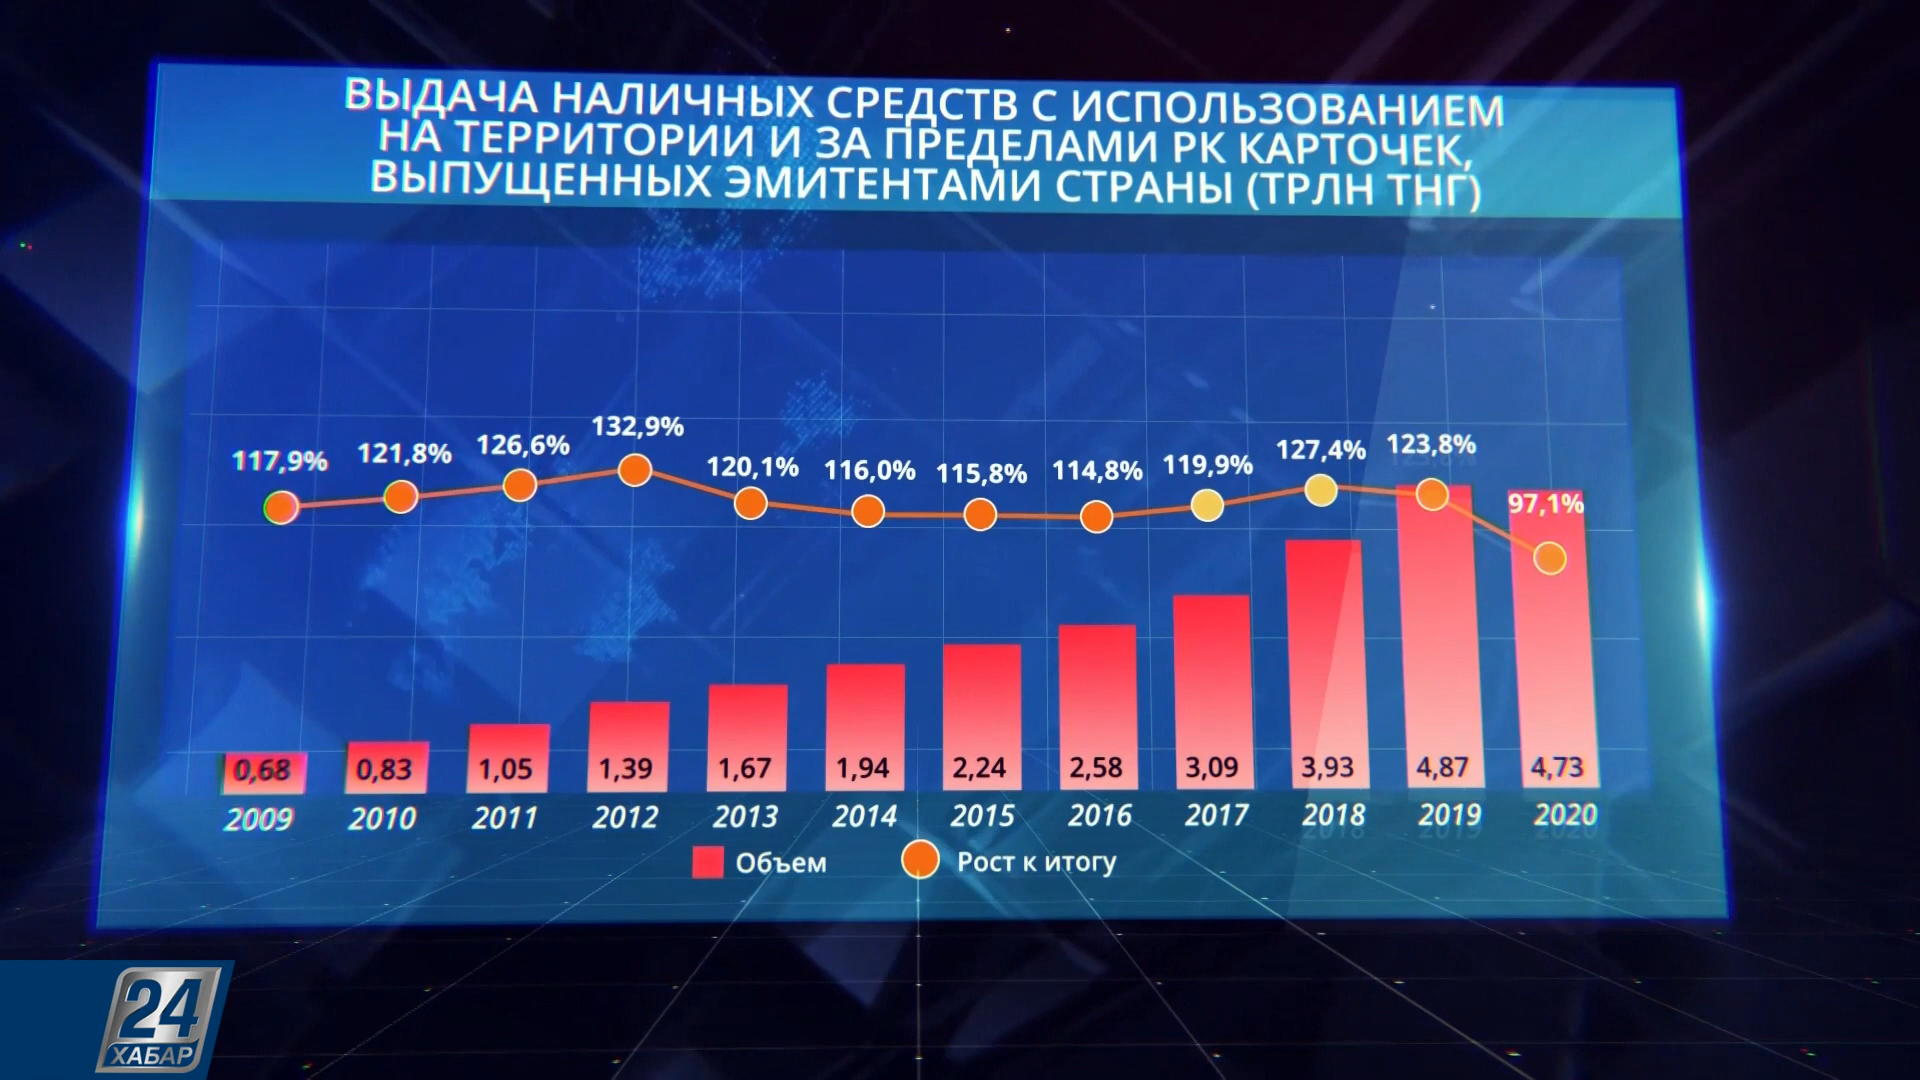 ВЫДАЧА НАЛИЧНЫХ СРЕДСТВ С ИСПОЛЬЗОВАНИЕМ
НА ТЕРРИТОРИИ И ЗА ПРЕДЕЛАМИ РК КАРТОЧЕК,
ВЫПУЩЕННЫХ ЭМИТЕНТАМИ СТРАНЫ (ТРЛН ТНГ)
117,9% 121,8% 126,6% 132,9% 120,1% 116,0% 115,8% 114,8% 119,9% 127,4% 123,8% 97,1%
0,68 0,83 1,05 1,39 1,67 1,94 2,24 2,58 3,09 3,93 4,87 4,73
2009 2010 2011 2012 2013 2014 2015 2016 2017 2018 2019 2020
Объем Рост к итогу
24
ХАБАР